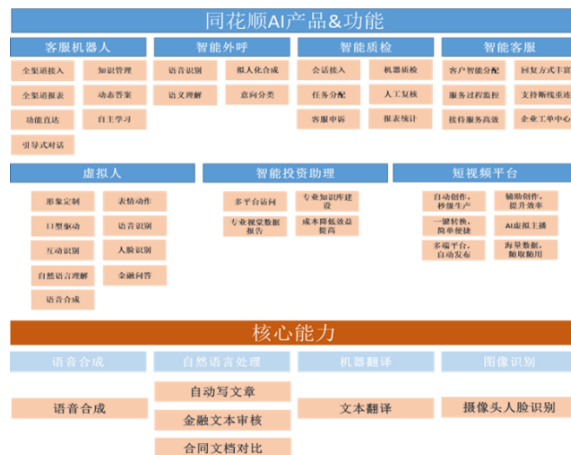 同花顺AI产品&功能
客服机器人 智能外呼 智能质检 智能客服
全渠道接入 知识管理 语音识别 拟人化合成 会话接入 机器质检 客户智能分配 回复方式丰富
全渠道报表 动态答案 语义理解 意向分类 任务分配 人工复核 服务过程监控 支持断线重连
功能直达 自主学习 客服申诉 报表统计 接待服务高效 企业工单中心
引导式对话
虚拟人 智能投资助理 短视频平台
形象定制 表情动作
口型驱动 语音识别
互动识别 人脸识别
自然语言理解 金融问答
语音合成
多平台访问 专业知识库建
设
专业视觉数据
报告
成本降低效益
提高
自动创作,
秒级生产
辅助创作,
提升效率
一键转换,
简单便捷
AI虚拟主播
多端平台,
自动发布
海量数据,
随取随用
核心能力
语音合成 自然语言处理 机器翻译 图像识别
语音合成
自动写文章
金融文本审核
合同文档对比
文本翻译
摄像头人脸识别